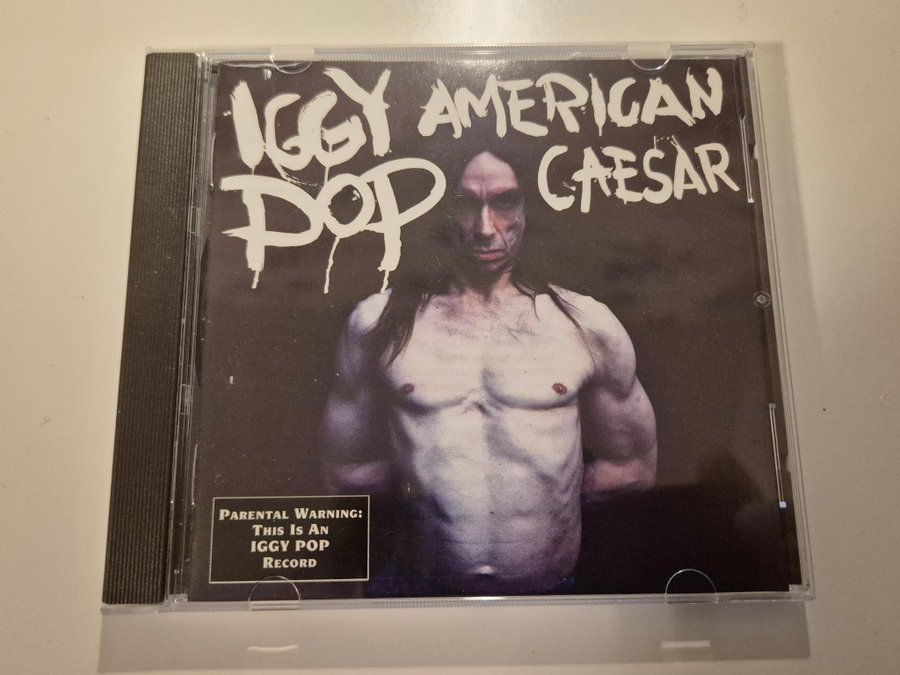 IGGY POP
AMERICAN CAESAR
PARENTAL WARNING:
THIS IS AN
IGGY POP
RECORD